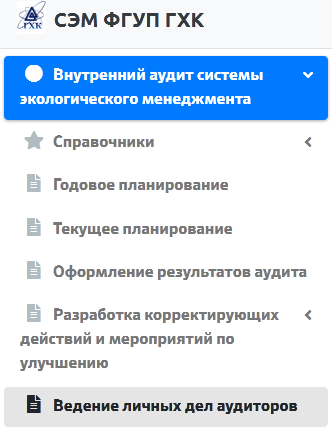 ГХК
СЭМ ФГУП ГХК
Внутренний аудит системы
экологического менеджмента
Справочники
Годовое планирование
Текущее планирование
Оформление результатов аудита
Разработка корректирующих
действий и мероприятий по
улучшению
Ведение личных дел аудиторов